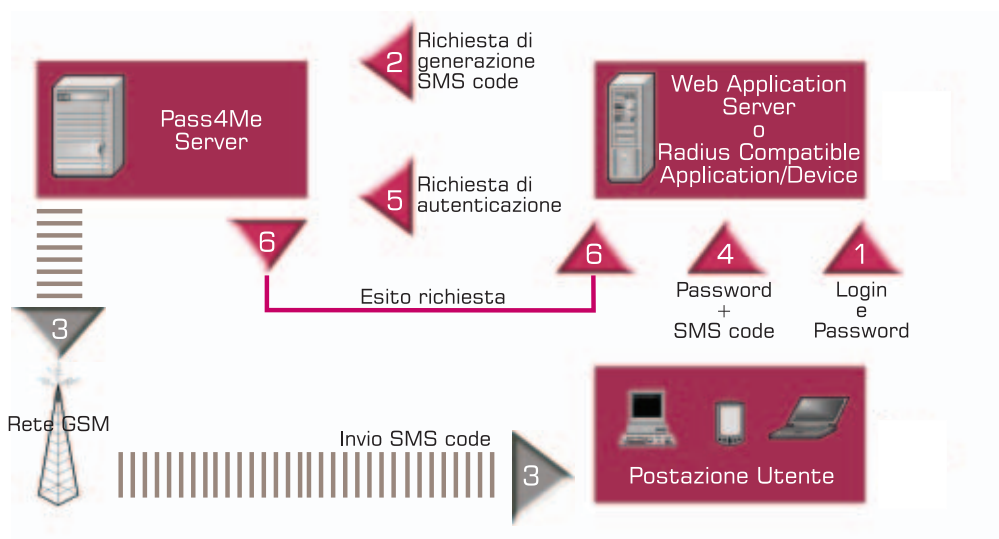 2
Richiesta di
generazione
SMS code
Pass4Me
Server
Web Application
Server
o
Radius Compatible
Application/Device
5
Richiesta di
autenticazione
6
Esito richiesta
6
4
Password
+
SMS code
1
Login
e
Password
3
Rete GSM
Invio SMS code
3
Postazione Utente